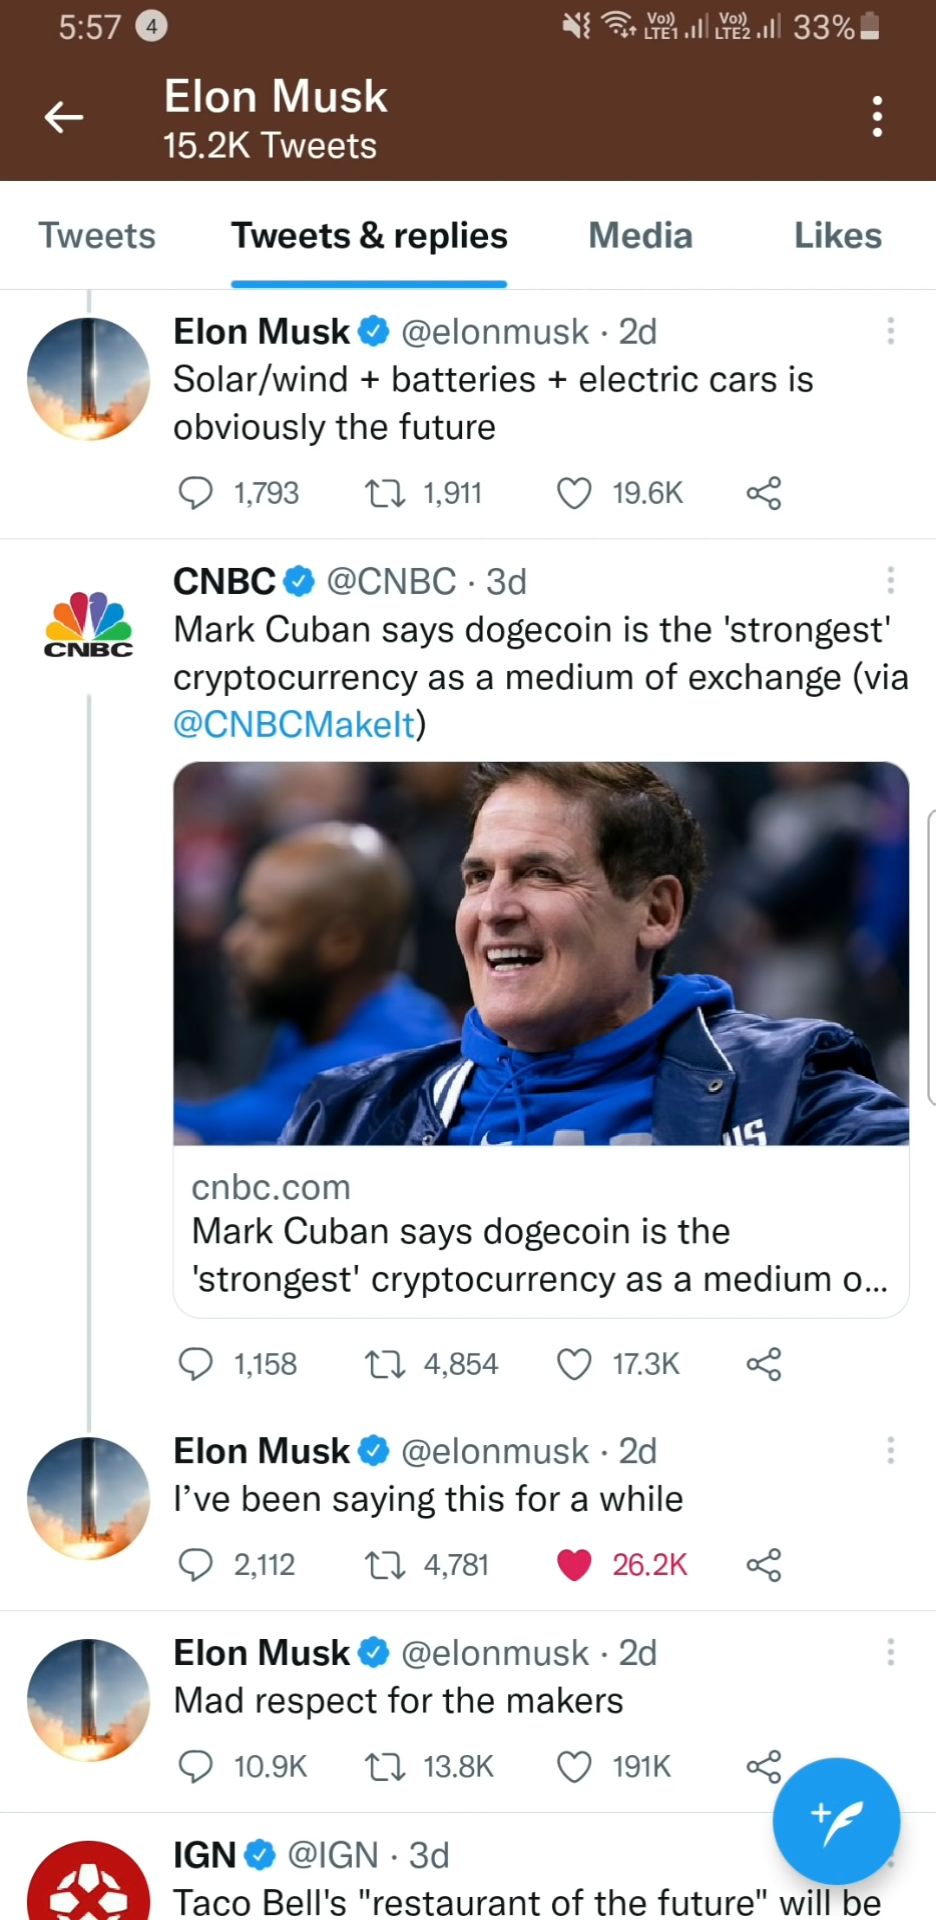 5:57 4 Vo)) LTE1 Vo)) LTE2 33%
Elon Musk
15.2K Tweets
Tweets Tweets & replies Media Likes
Elon Musk @elonmusk · 2d
Solar/wind + batteries + electric cars is
obviously the future
1,793 1,911 19.6K
CNBC @CNBC · 3d
CNBC
Mark Cuban says dogecoin is the 'strongest'
cryptocurrency as a medium of exchange (via
@CNBCMakeIt)
cnbc.com
Mark Cuban says dogecoin is the
'strongest' cryptocurrency as a medium o...
1,158 4,854 17.3K
Elon Musk @elonmusk · 2d
I’ve been saying this for a while
2,112 4,781 26.2K
Elon Musk @elonmusk · 2d
Mad respect for the makers
10.9K 13.8K 191K
IGN @IGN · 3d
Taco Bell's "restaurant of the future" will be